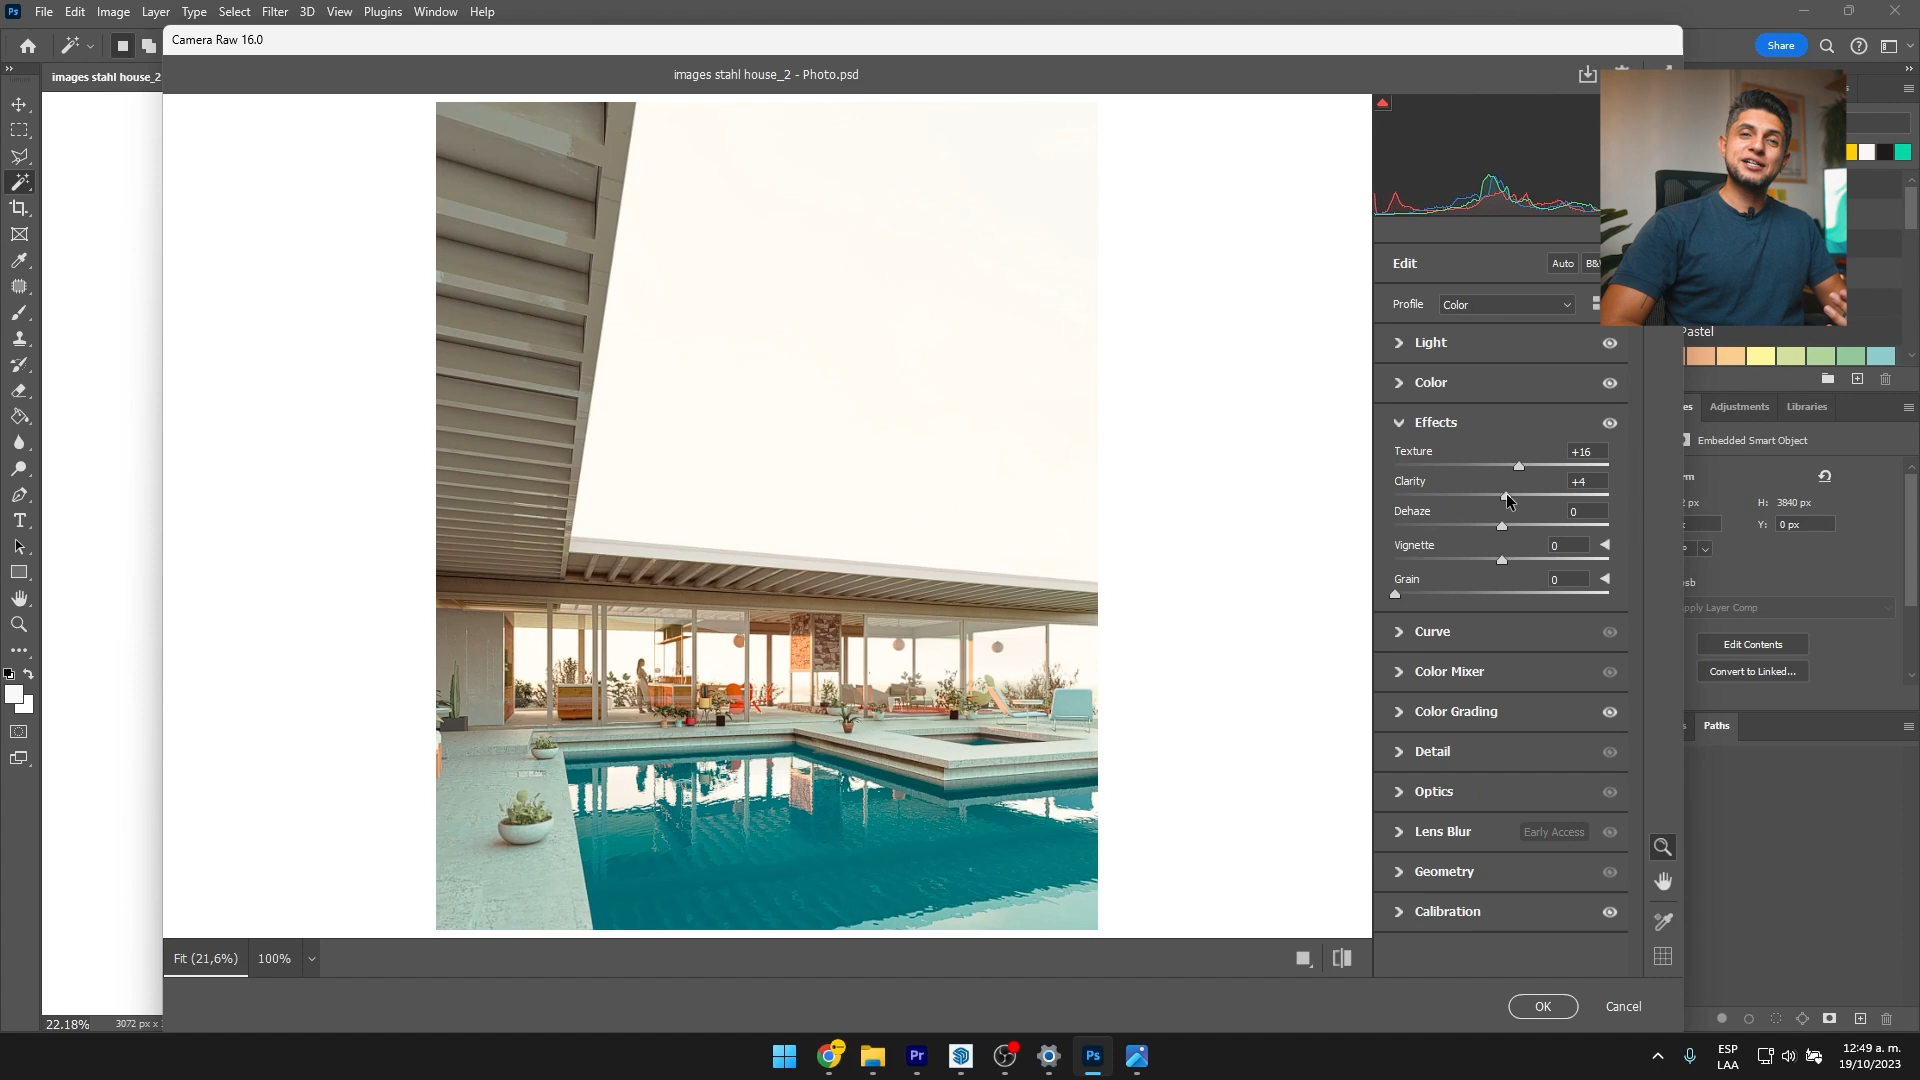 Ps File Edit Image Layer Type Select Filter 3D View Plugins Window Help
Camera Raw 16.0
Share
images stahl house_2
images stahl house_2 - Photo.psd
Edit Auto
Profile Color
Pastel
Light
Color
Effects
Texture +16
Clarity +4
Dehaze 0
Vignette 0
Grain 0
Curve
Color Mixer
Color Grading
Detail
Optics
Lens Blur Early Access
Geometry
Calibration
Adjustments Libraries
Embedded Smart Object
H: 3840 px
Y: 0 px
Layer Comp
Edit Contents
Convert to Linked...
Paths
Fit (21,6%) 100%
OK Cancel
22.18% 3072 px x
Pr Ps
ESP
LAA
12:49 a. m.
19/10/2023